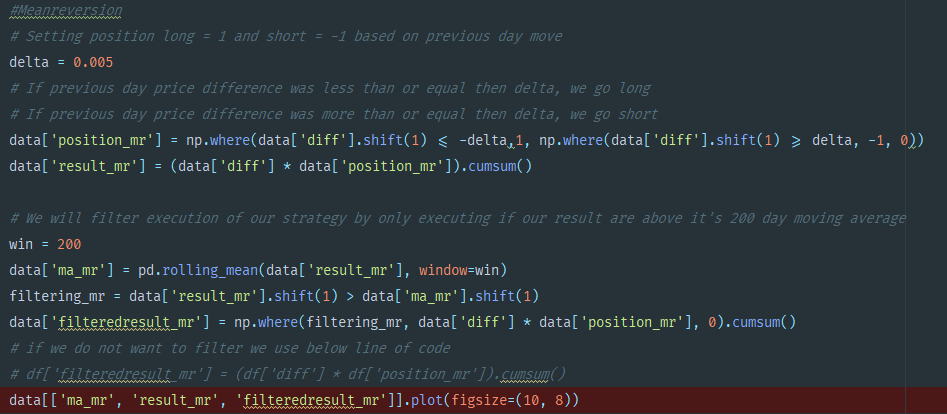 #Meanreversion
# Setting position long = 1 and short = -1 based on previous day move
delta = 0.005
# If previous day price difference was less than or equal then delta, we go long
# If previous day price difference was more than or equal then delta, we go short
data['position_mr'] = np.where(data['diff'].shift(1) ⩽ -delta,1, np.where(data['diff'].shift(1) ⩾ delta, -1, 0))
data['result_mr'] = (data['diff'] * data['position_mr']).cumsum()
# We will filter execution of our strategy by only executing if our result are above it's 200 day moving average
win = 200
data['ma_mr'] = pd.rolling_mean(data['result_mr'], window=win)
filtering_mr = data['result_mr'].shift(1) > data['ma_mr'].shift(1)
data['filteredresult_mr'] = np.where(filtering_mr, data['diff'] * data['position_mr'], 0).cumsum()
# if we do not want to filter we use below line of code
# df['filteredresult_mr'] = (df['diff'] * df['position_mr']).cumsum()
data[['ma_mr', 'result_mr', 'filteredresult_mr']].plot(figsize=(10, 8))